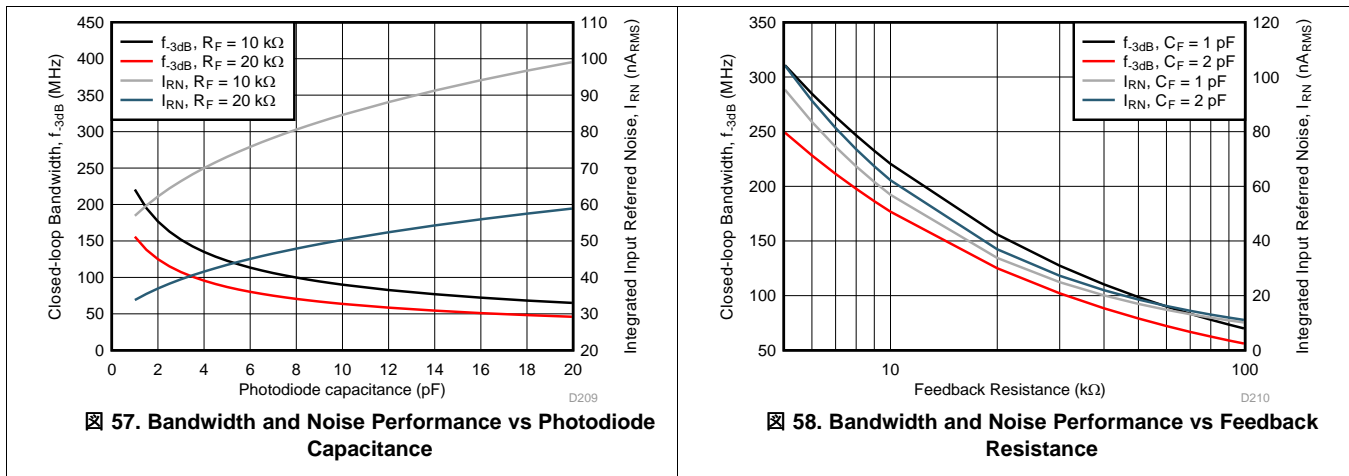 450
400
350
300
250
200
150
100
50
0
Closed-loop Bandwidth, f-3dB (MHz)
f-3dB, RF = 10 kΩ
f-3dB, RF = 20 kΩ
IRN, RF = 10 kΩ
IRN, RF = 20 kΩ
110
100
90
80
70
60
50
40
30
20
Integrated Input Referred Noise, IRN (nARMS)
0 2 4 6 8 10 12 14 16 18 20
Photodiode capacitance (pF)
D209
図 57. Bandwidth and Noise Performance vs Photodiode
Capacitance
350
300
250
200
150
100
50
Closed-loop Bandwidth, f-3dB (MHz)
f-3dB, CF = 1 pF
f-3dB, CF = 2 pF
IRN, CF = 1 pF
IRN, CF = 2 pF
120
100
80
60
40
20
0
Integrated Input Referred Noise, IRN (nARMS)
10 100
Feedback Resistance (kΩ)
D210
図 58. Bandwidth and Noise Performance vs Feedback
Resistance